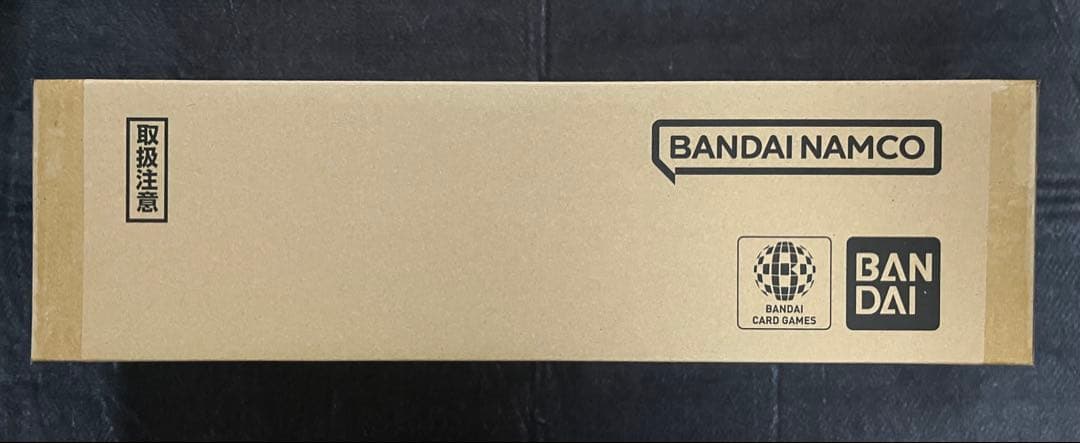 取扱注意
BANDAI NAMCO
BANDAI
CARD GAMES
BAN
DAI